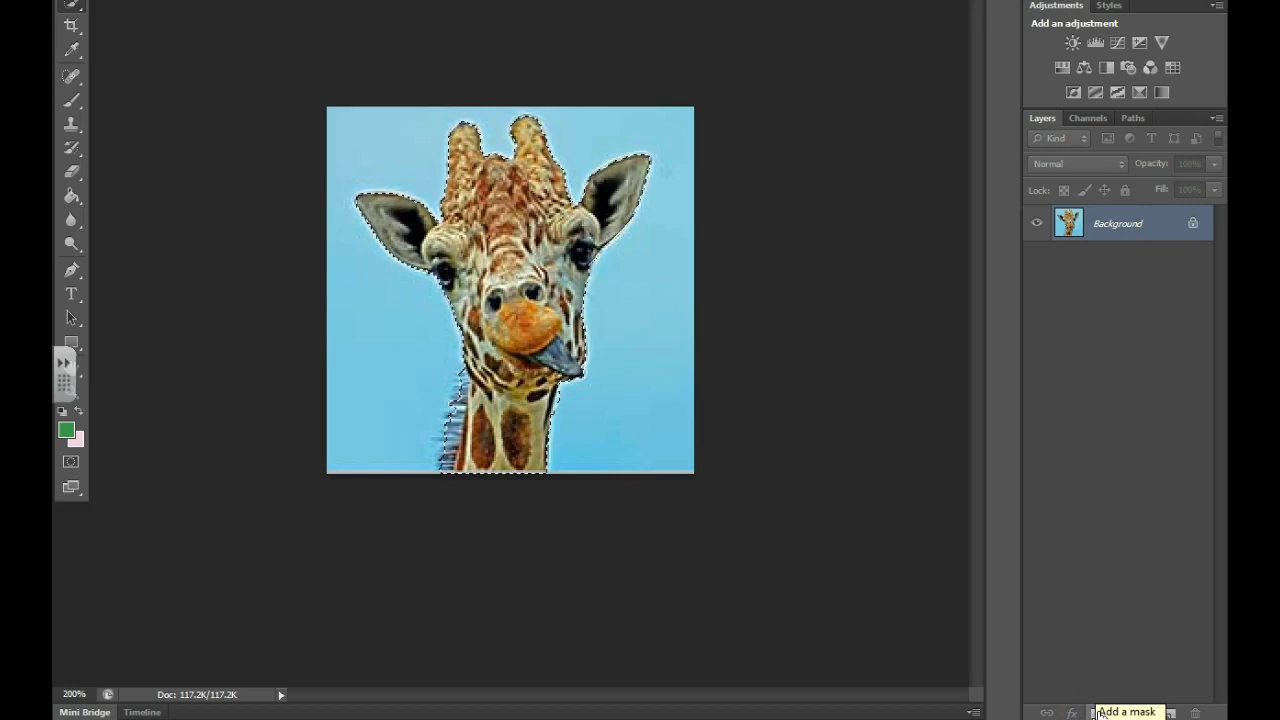 Adjustments Styles
Add an adjustment
Layers Channels Paths
Kind
Normal Opacity: 100%
Lock: Fill: 100%
Background
T
fx
Add a mask
200% Doc: 117.2K/117.2K
Mini Bridge Timeline